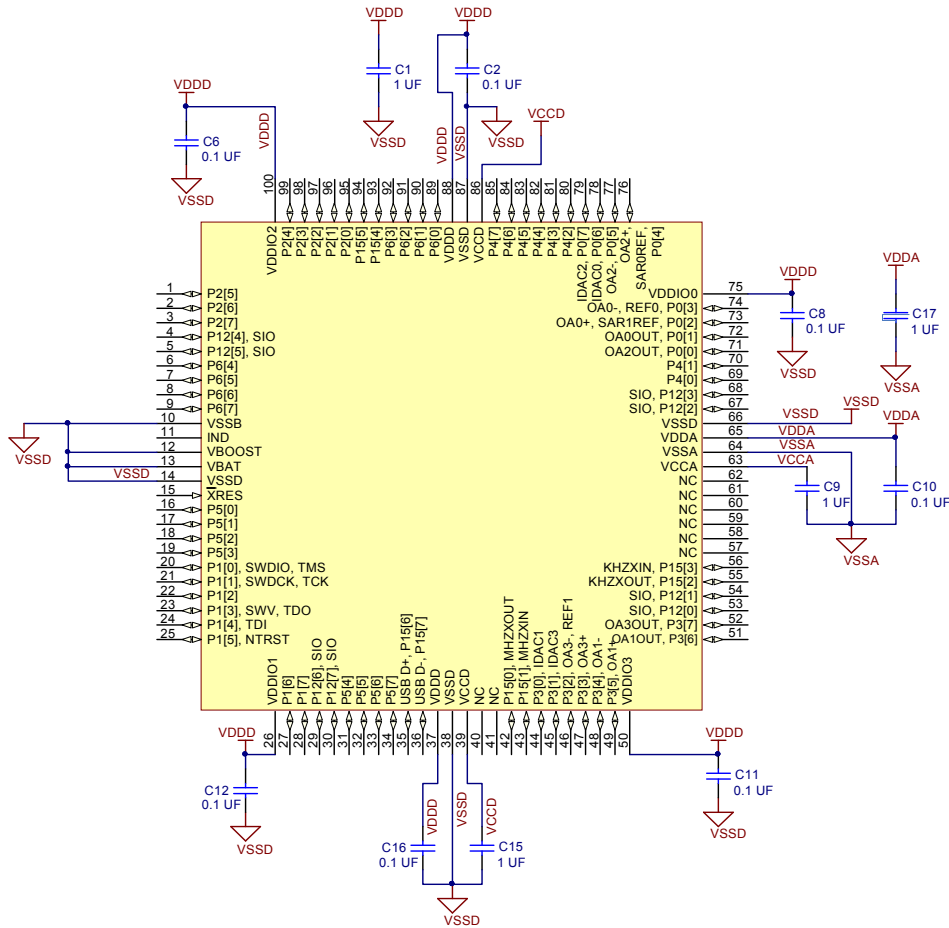 VDDD
C1
1 UF
VSSD
VDDD
C2
0.1 UF
VSSD
VDDD
VSSD
VCCD
VDDD
C6
0.1 UF
VSSD
VDDD
100
99
98
97
96
95
94
93
92
91
90
89
88
87
86
85
84
83
82
81
80
79
78
77
76
VDDIO2
P2[4]
P2[3]
P2[2]
P2[1]
P2[0]
P15[5]
P15[4]
P6[3]
P6[2]
P6[1]
P6[0]
VDDD
VSSD
VCCD
P4[7]
P4[6]
P4[5]
P4[4]
P4[3]
P4[2]
IDAC2, P0[7]
IDAC0, P0[6]
OA2-, P0[5]
OA2+,
SAR0REF,
P0[4]
1 P2[5]
2 P2[6]
3 P2[7]
4 P12[4], SIO
5 P12[5], SIO
6 P6[4]
7 P6[5]
8 P6[6]
9 P6[7]
10 VSSB
11 IND
12 VBOOST
13 VBAT
14 VSSD
15 XRES
16 P5[0]
17 P5[1]
18 P5[2]
19 P5[3]
20 P1[0], SWDIO, TMS
21 P1[1], SWDCK, TCK
22 P1[2]
23 P1[3], SWV, TDO
24 P1[4], TDI
25 P1[5], NTRST
VSSD
VSSD
VDDIO0 75
OA0-, REF0, P0[3] 74
OA0+, SAR1REF, P0[2] 73
OA0OUT, P0[1] 72
OA2OUT, P0[0] 71
P4[1] 70
P4[0] 69
SIO, P12[3] 68
SIO, P12[2] 67
VSSD 66
VDDA 65
VSSA 64
VCCA 63
NC 62
NC 61
NC 60
NC 59
NC 58
NC 57
KHZXIN, P15[3] 56
KHZXOUT, P15[2] 55
SIO, P12[1] 54
SIO, P12[0] 53
OA3OUT, P3[7] 52
OA1OUT, P3[6] 51
VDDD
C8
0.1 UF
VSSD
VDDA
C17
1 UF
VSSA
VSSD
VSSD
VDDA
VDDA
VSSA
VCCA
C9
1 UF
C10
0.1 UF
VSSA
VDDIO1
P1[6]
P1[7]
P12[6], SIO
P12[7], SIO
P5[4]
P5[5]
P5[6]
P5[7]
USB D+, P15[6]
USB D-, P15[7]
VDDD
VSSD
VCCD
NC
NC
P15[0], MHZXOUT
P15[1], MHZXIN
P3[0], IDAC1
P3[1], IDAC3
P3[2], OA3-, REF1
P3[3], OA3+
P3[4], OA1-
P3[5], OA1+
VDDIO3
26
27
28
29
30
31
32
33
34
35
36
37
38
39
40
41
42
43
44
45
46
47
48
49
50
VDDD
C12
0.1 UF
VSSD
VDDD
VSSD
VCCD
C16
0.1 UF
C15
1 UF
VSSD
VDDD
C11
0.1 UF
VSSD